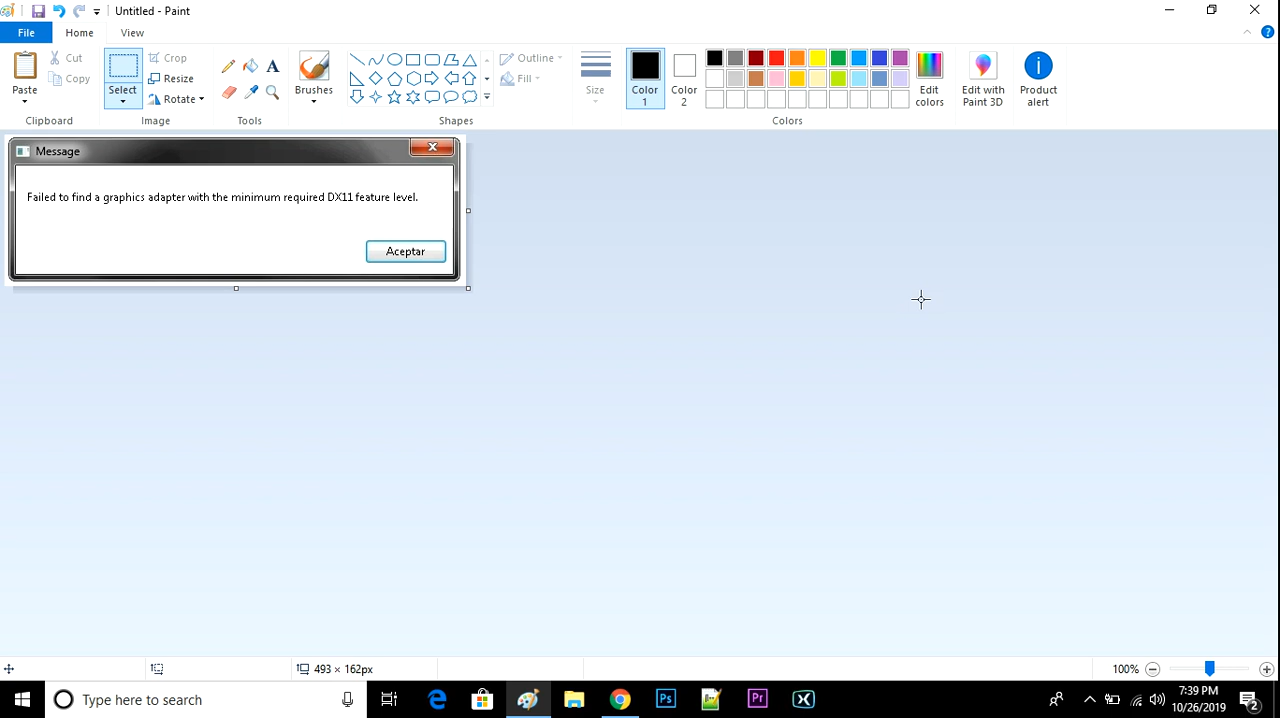 Untitled - Paint
File
Home
View
Paste
Cut
Copy
Clipboard
Select
Crop
Resize
Rotate
Image
A
Tools
Brushes
Outline
Fill
Shapes
Size
Color 1
Color 2
Edit colors
Edit with Paint 3D
Product alert
Colors
Message
Failed to find a graphics adapter with the minimum required DX11 feature level.
Aceptar
493 × 162px
100%
Type here to search
Ps
Pr
7:39 PM
10/26/2019
2